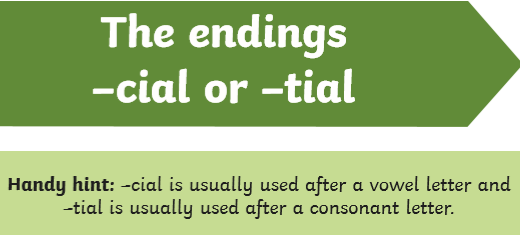 The endings
–cial or –tial
Handy hint: –cial is usually used after a vowel letter and
–tial is usually used after a consonant letter.